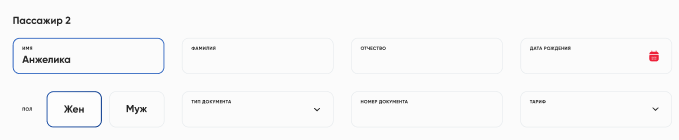 Пассажир 2
ИМЯ ФАМИЛИЯ ОТЧЕСТВО ДАТА РОЖДЕНИЯ
Анжелика
ПОЛ Жен Муж ТИП ДОКУМЕНТА НОМЕР ДОКУМЕНТА ТАРИФ